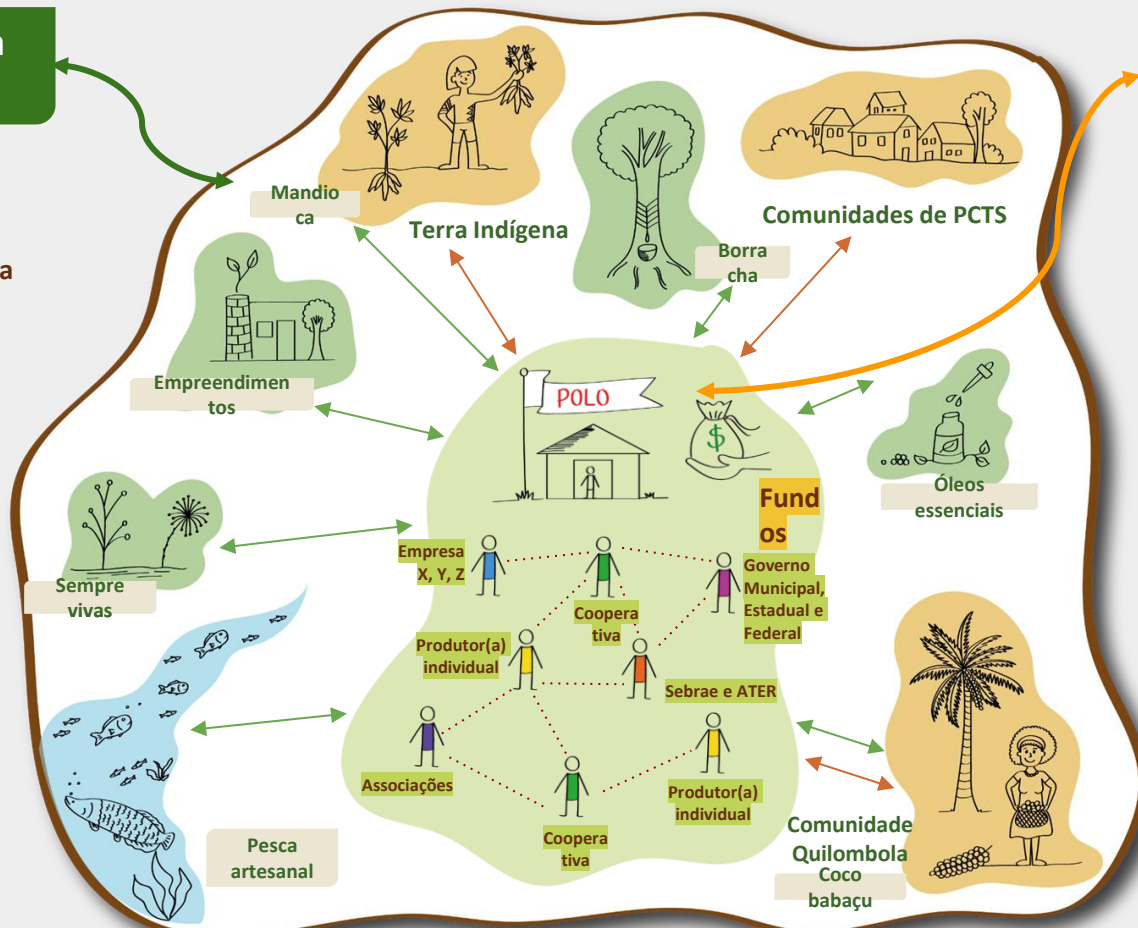 a
a
Mandio
ca
Terra Indígena
Comunidades de PCTS
Borra
cha
Empreendimen
tos
POLO
$
Óleos
essenciais
Fund
os
Sempre
vivas
Empresa
X, Y, Z
Coopera
tiva
Governo
Municipal,
Estadual e
Federal
Produtor(a)
individual
Sebrae e ATER
Associações
Coopera
tiva
Produtor(a)
individual
Pesca
artesanal
Comunidade
Quilombola
Coco
babaçu